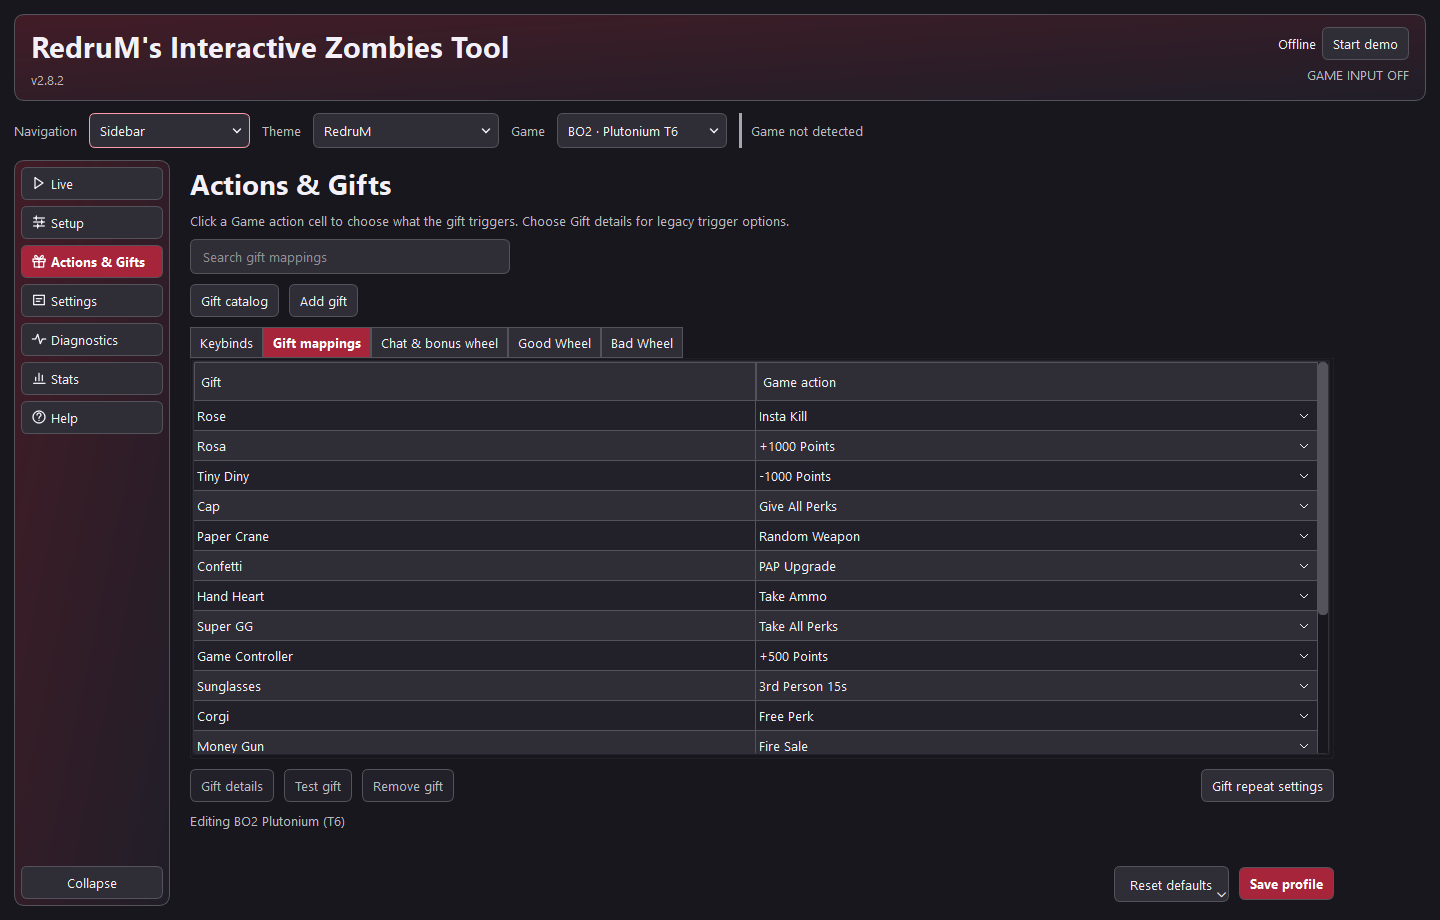 RedruM's Interactive Zombies Tool
Offline
Start demo
v2.8.2
GAME INPUT OFF
Navigation
Sidebar
Theme
RedruM
Game
BO2 · Plutonium T6
Game not detected
Live
Setup
Actions & Gifts
Settings
Diagnostics
Stats
Help
Collapse
Actions & Gifts
Click a Game action cell to choose what the gift triggers. Choose Gift details for legacy trigger options.
Search gift mappings
Gift catalog
Add gift
Keybinds
Gift mappings
Chat & bonus wheel
Good Wheel
Bad Wheel
Gift
Game action
Rose
Insta Kill
Rosa
+1000 Points
Tiny Diny
-1000 Points
Cap
Give All Perks
Paper Crane
Random Weapon
Confetti
PAP Upgrade
Hand Heart
Take Ammo
Super GG
Take All Perks
Game Controller
+500 Points
Sunglasses
3rd Person 15s
Corgi
Free Perk
Money Gun
Fire Sale
Gift details
Test gift
Remove gift
Gift repeat settings
Editing BO2 Plutonium (T6)
Reset defaults
Save profile